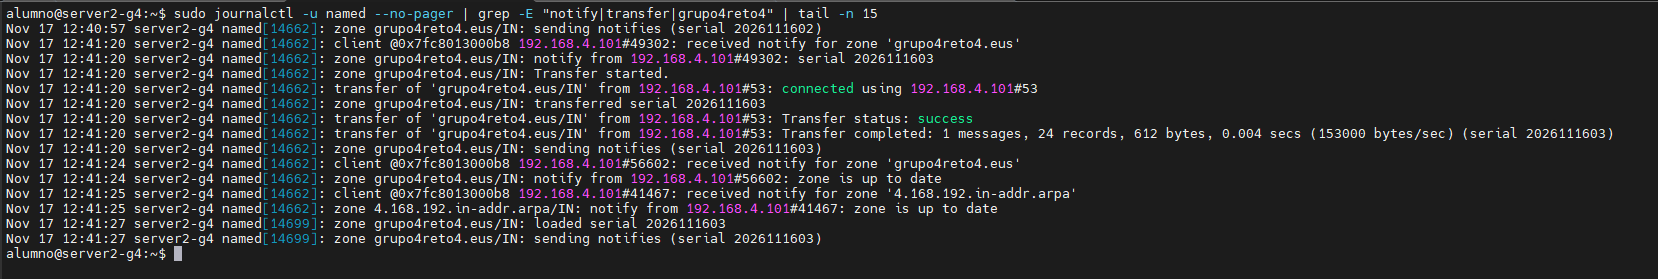 alumno@server2-g4:~$ sudo journalctl -u named --no-pager | grep -E "notify|transfer|grupo4reto4" | tail -n 15
Nov 17 12:40:57 server2-g4 named[14662]: zone grupo4reto4.eus/IN: sending notifies (serial 2026111602)
Nov 17 12:41:20 server2-g4 named[14662]: client @0x7fc8013000b8 192.168.4.101#49302: received notify for zone 'grupo4reto4.eus'
Nov 17 12:41:20 server2-g4 named[14662]: zone grupo4reto4.eus/IN: notify from 192.168.4.101#49302: serial 2026111603
Nov 17 12:41:20 server2-g4 named[14662]: zone grupo4reto4.eus/IN: Transfer started.
Nov 17 12:41:20 server2-g4 named[14662]: transfer of 'grupo4reto4.eus/IN' from 192.168.4.101#53: connected using 192.168.4.101#53
Nov 17 12:41:20 server2-g4 named[14662]: zone grupo4reto4.eus/IN: transferred serial 2026111603
Nov 17 12:41:20 server2-g4 named[14662]: transfer of 'grupo4reto4.eus/IN' from 192.168.4.101#53: Transfer status: success
Nov 17 12:41:20 server2-g4 named[14662]: transfer of 'grupo4reto4.eus/IN' from 192.168.4.101#53: Transfer completed: 1 messages, 24 records, 612 bytes, 0.004 secs (153000 bytes/sec) (serial 2026111603)
Nov 17 12:41:20 server2-g4 named[14662]: zone grupo4reto4.eus/IN: sending notifies (serial 2026111603)
Nov 17 12:41:24 server2-g4 named[14662]: client @0x7fc8013000b8 192.168.4.101#56602: received notify for zone 'grupo4reto4.eus'
Nov 17 12:41:24 server2-g4 named[14662]: zone grupo4reto4.eus/IN: notify from 192.168.4.101#56602: zone is up to date
Nov 17 12:41:25 server2-g4 named[14662]: client @0x7fc8013000b8 192.168.4.101#41467: received notify for zone '4.168.192.in-addr.arpa'
Nov 17 12:41:25 server2-g4 named[14662]: zone 4.168.192.in-addr.arpa/IN: notify from 192.168.4.101#41467: zone is up to date
Nov 17 12:41:27 server2-g4 named[14699]: zone grupo4reto4.eus/IN: loaded serial 2026111603
Nov 17 12:41:27 server2-g4 named[14699]: zone grupo4reto4.eus/IN: sending notifies (serial 2026111603)
alumno@server2-g4:~$